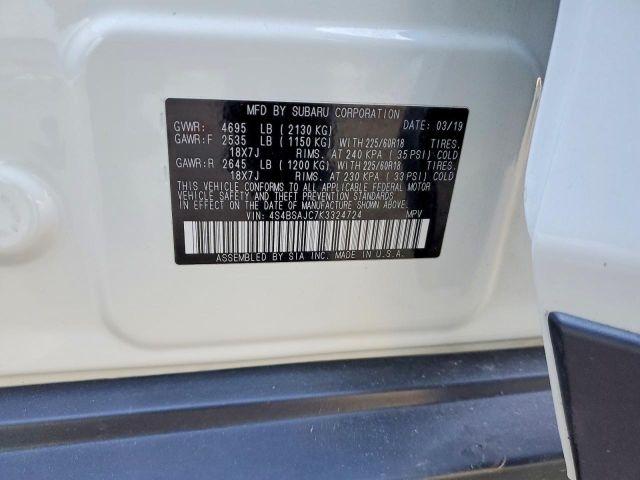 MFD BY SUBARU CORPORATION
GVWR: 4695 LB (2130 KG) DATE: 03/19
GAWR:F 2535 LB (1150 KG) WITH 225/60R18 TIRES.
18X7J RIMS. AT 240 KPA (35 PSI) COLD
GAWR:R 2645 LB (1200 KG) WITH 225/60R18 TIRES.
18X7J RIMS. AT 230 KPA (33 PSI) COLD
THIS VEHICLE CONFORMS TO ALL APPLICABLE FEDERAL MOTOR
VEHICLE SAFETY AND THEFT PREVENTION STANDARDS
IN EFFECT ON THE DATE OF MANUFACTURE SHOWN ABOVE.
VIN: 4S4BSAJC7K3324724 MPV
ASSEMBLED BY SIA INC. MADE IN U.S.A.